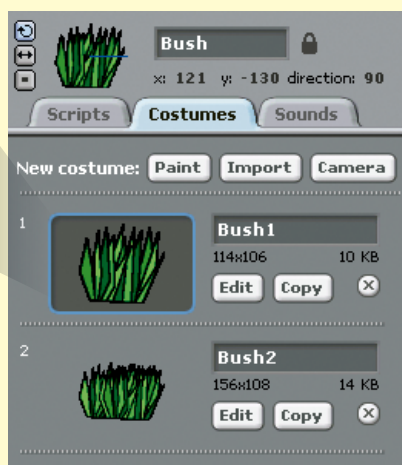 Bush
x: 121 y: -130 direction: 90
Scripts Costumes Sounds
New costume: Paint Import Camera
1
Bush1
114x106 10 KB
Edit Copy
2
Bush2
156x108 14 KB
Edit Copy